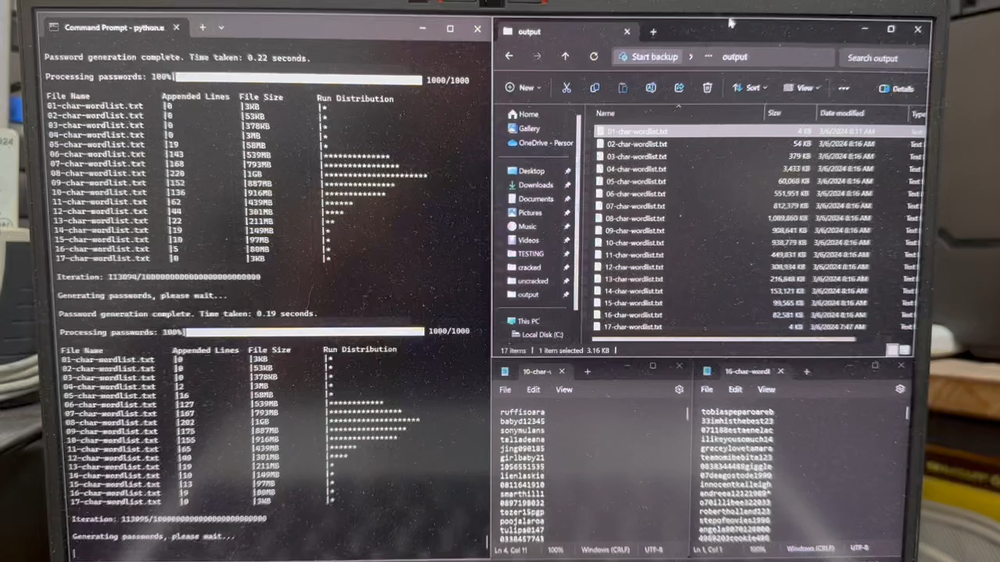 Command Prompt - python.e
Password generation complete. Time taken: 0.22 seconds.
Processing passwords: 100% 1000/1000
File Name Appended Lines File Size Run Distribution
01-char-wordlist.txt |0 |3KB |*
02-char-wordlist.txt |0 |53KB |*
03-char-wordlist.txt |0 |378KB |*
04-char-wordlist.txt |0 |3MB |*
05-char-wordlist.txt |19 |58MB |*
06-char-wordlist.txt |143 |539MB
07-char-wordlist.txt |168 |793MB
08-char-wordlist.txt |220 |1GB
09-char-wordlist.txt |152 |887MB
10-char-wordlist.txt |136 |916MB
11-char-wordlist.txt |62 |439MB
12-char-wordlist.txt |44 |301MB |****
13-char-wordlist.txt |22 |211MB |**
14-char-wordlist.txt |19 |149MB |*
15-char-wordlist.txt |10 |97MB |*
16-char-wordlist.txt |5 |80MB |*
17-char-wordlist.txt |0 |3KB |*
Generating passwords, please wait...
Password generation complete. Time taken: 0.19 seconds.
Processing passwords: 100% 1000/1000
File Name Appended Lines File Size Run Distribution
01-char-wordlist.txt |0 |3KB |*
02-char-wordlist.txt |0 |53KB |*
03-char-wordlist.txt |0 |378KB |*
04-char-wordlist.txt |2 |3MB |*
05-char-wordlist.txt |16 |58MB |*
06-char-wordlist.txt |127 |539MB
07-char-wordlist.txt |167 |793MB
08-char-wordlist.txt |202 |1GB
09-char-wordlist.txt |175 |887MB
10-char-wordlist.txt |155 |916MB
11-char-wordlist.txt |65 |439MB
12-char-wordlist.txt |40 |301MB |****
13-char-wordlist.txt |19 |211MB |*
14-char-wordlist.txt |10 |149MB |*
15-char-wordlist.txt |13 |97MB |*
16-char-wordlist.txt |9 |80MB |*
17-char-wordlist.txt |0 |3KB |*
Generating passwords, please wait...
output
Start backup output Search output
New Sort View Details
Home
Gallery
OneDrive - Persor
Desktop
Downloads
Documents
Pictures
Music
Videos
TESTING
cracked
uncracked
output
This PC
Local Disk (C:)
Name Size Date modified Type
01-char-wordlist.txt 4 KB 3/6/2024 8:11 AM Text
02-char-wordlist.txt 54 KB 3/6/2024 8:16 AM Text
03-char-wordlist.txt 379 KB 3/6/2024 8:16 AM Text
04-char-wordlist.txt 3,433 KB 3/6/2024 8:16 AM Text
05-char-wordlist.txt 60,068 KB 3/6/2024 8:16 AM Text
06-char-wordlist.txt 551,951 KB 3/6/2024 8:16 AM Text
07-char-wordlist.txt 812,379 KB 3/6/2024 8:16 AM Text
08-char-wordlist.txt 3/6/2024 8:16 AM Text
09-char-wordlist.txt 908,641 KB 3/6/2024 8:16 AM Text
10-char-wordlist.txt 938,779 KB 3/6/2024 8:16 AM Text
11-char-wordlist.txt 449,831 KB 3/6/2024 8:16 AM Text
12-char-wordlist.txt 308,934 KB 3/6/2024 8:16 AM Text
13-char-wordlist.txt 216,848 KB 3/6/2024 8:16 AM Text
14-char-wordlist.txt 153,121 KB 3/6/2024 8:16 AM Text
15-char-wordlist.txt 99,565 KB 3/6/2024 8:16 AM Text
16-char-wordlist.txt 82,581 KB 3/6/2024 8:16 AM Text
17-char-wordlist.txt 4 KB 3/6/2024 7:47 AM Text
17 items 1 item selected 3.16 KB
10-char-
File Edit View
ruffisoara
babyd12345
sonymulans
taliadeans
jing090185
girlbaby21
1056551535
lienlaskie
0811641910
smarthill1
0897198032
tozer15pgp
poojalaroa
tulips0147
0338457743
Ln 4, Col 11 100% Windows (CRLF) UTF-8
16-char-wordl
File Edit View
tobiaspeparoareb
33imhisthebest23
071188estaenelac
ilikeyousomuch14
graceylovetamara
teamomibebita123
0838344488giggle
07deagostode1990
innocentkaileigh
andreea12121989*
robertholland123
stepofmovies1996
angela8070120000
4969203cookie498
Ln 1, Col 1 100% Windows (CRLF) UTF-8